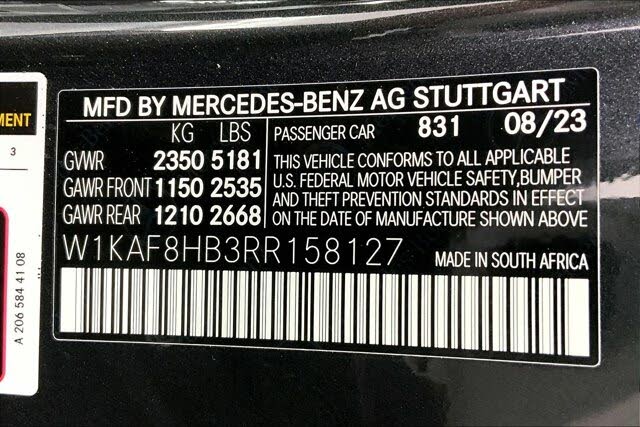 MENT
3
A 206 584 41 08
MFD BY MERCEDES-BENZ AG STUTTGART
KG LBS
GWWR 2350 5181
GAWR FRONT 1150 2535
GAWR REAR 1210 2668
PASSENGER CAR 831 08/23
THIS VEHICLE CONFORMS TO ALL APPLICABLE
U.S. FEDERAL MOTOR VEHICLE SAFETY,BUMPER
AND THEFT PREVENTION STANDARDS IN EFFECT
ON THE DATE OF MANUFACTURE SHOWN ABOVE
W1KAF8HB3RR158127
MADE IN SOUTH AFRICA